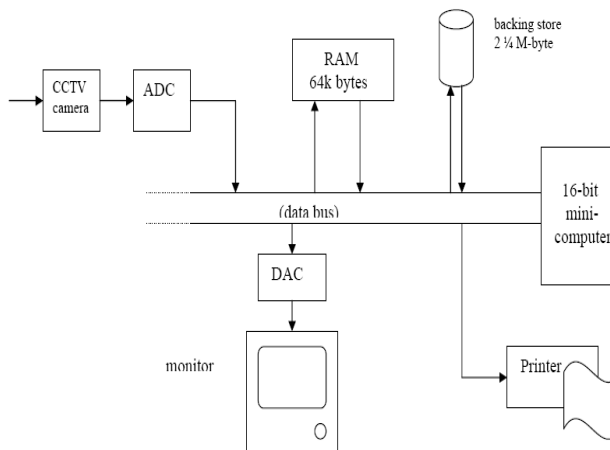 backing store
2 ¼ M-byte
RAM
64k bytes
CCTV
camera
ADC
16-bit
mini-
computer
(data bus)
DAC
monitor
Printer